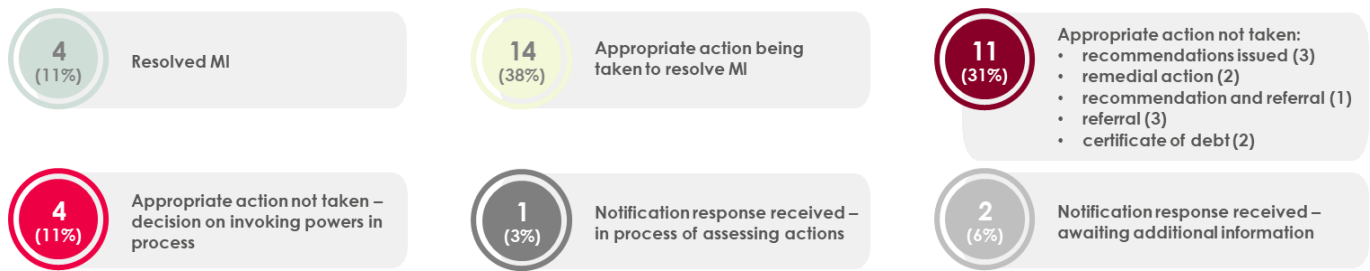 4
(11%)
Resolved MI
14
(38%)
Appropriate action being
taken to resolve MI
11
(31%)
Appropriate action not taken:
• recommendations issued (3)
• remedial action (2)
• recommendation and referral (1)
• referral (3)
• certificate of debt (2)
4
(11%)
Appropriate action not taken –
decision on invoking powers in
process
1
(3%)
Notification response received –
in process of assessing actions
2
(6%)
Notification response received –
awaiting additional information